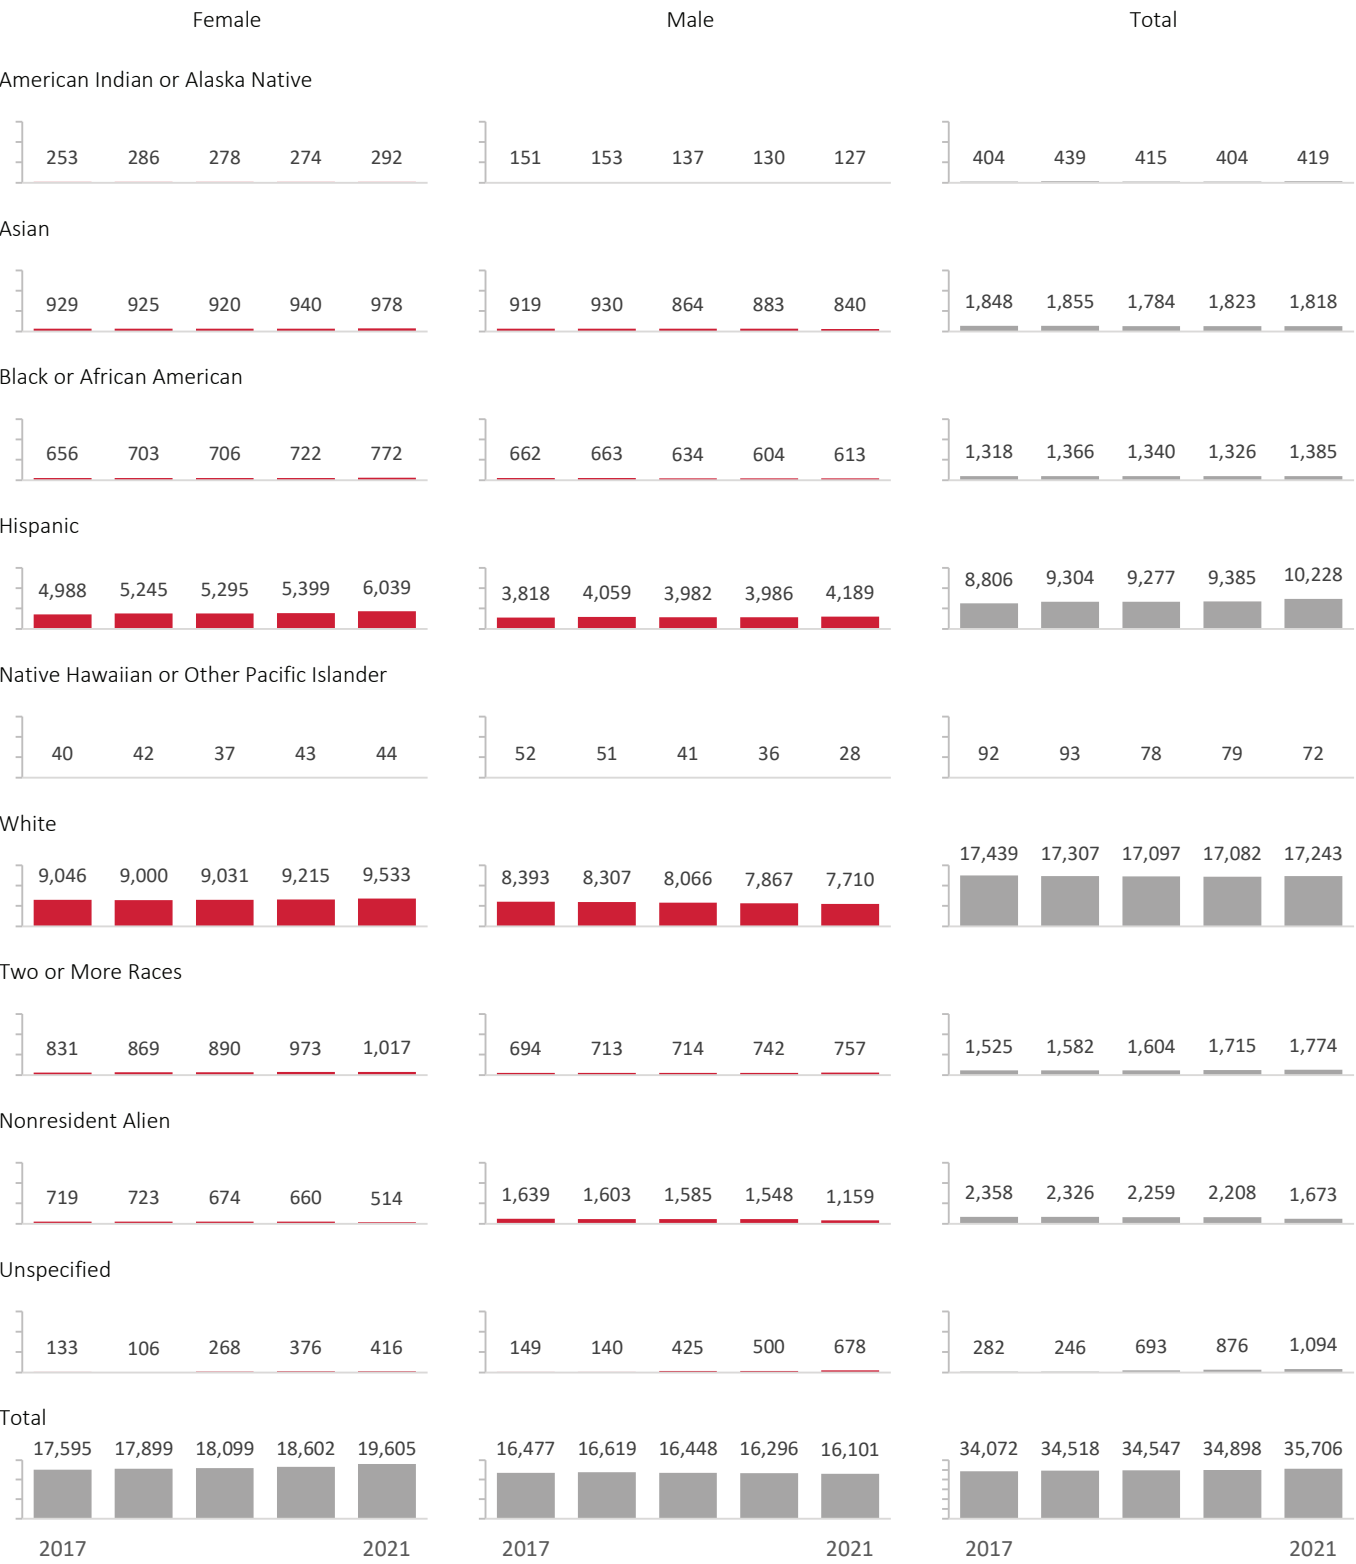 Female Male Total
American Indian or Alaska Native
253 286 278 274 292 151 153 137 130 127 404 439 415 404 419
Asian
929 925 920 940 978 919 930 864 883 840 1,848 1,855 1,784 1,823 1,818
Black or African American
656 703 706 722 772 662 663 634 604 613 1,318 1,366 1,340 1,326 1,385
Hispanic
4,988 5,245 5,295 5,399 6,039 3,818 4,059 3,982 3,986 4,189 8,806 9,304 9,277 9,385 10,228
Native Hawaiian or Other Pacific Islander
40 42 37 43 44 52 51 41 36 28 92 93 78 79 72
White
9,046 9,000 9,031 9,215 9,533 8,393 8,307 8,066 7,867 7,710 17,439 17,307 17,097 17,082 17,243
Two or More Races
831 869 890 973 1,017 694 713 714 742 757 1,525 1,582 1,604 1,715 1,774
Nonresident Alien
719 723 674 660 514 1,639 1,603 1,585 1,548 1,159 2,358 2,326 2,259 2,208 1,673
Unspecified
133 106 268 376 416 149 140 425 500 678 282 246 693 876 1,094
Total
17,595 17,899 18,099 18,602 19,605 16,477 16,619 16,448 16,296 16,101 34,072 34,518 34,547 34,898 35,706
2017 2021 2017 2021 2017 2021